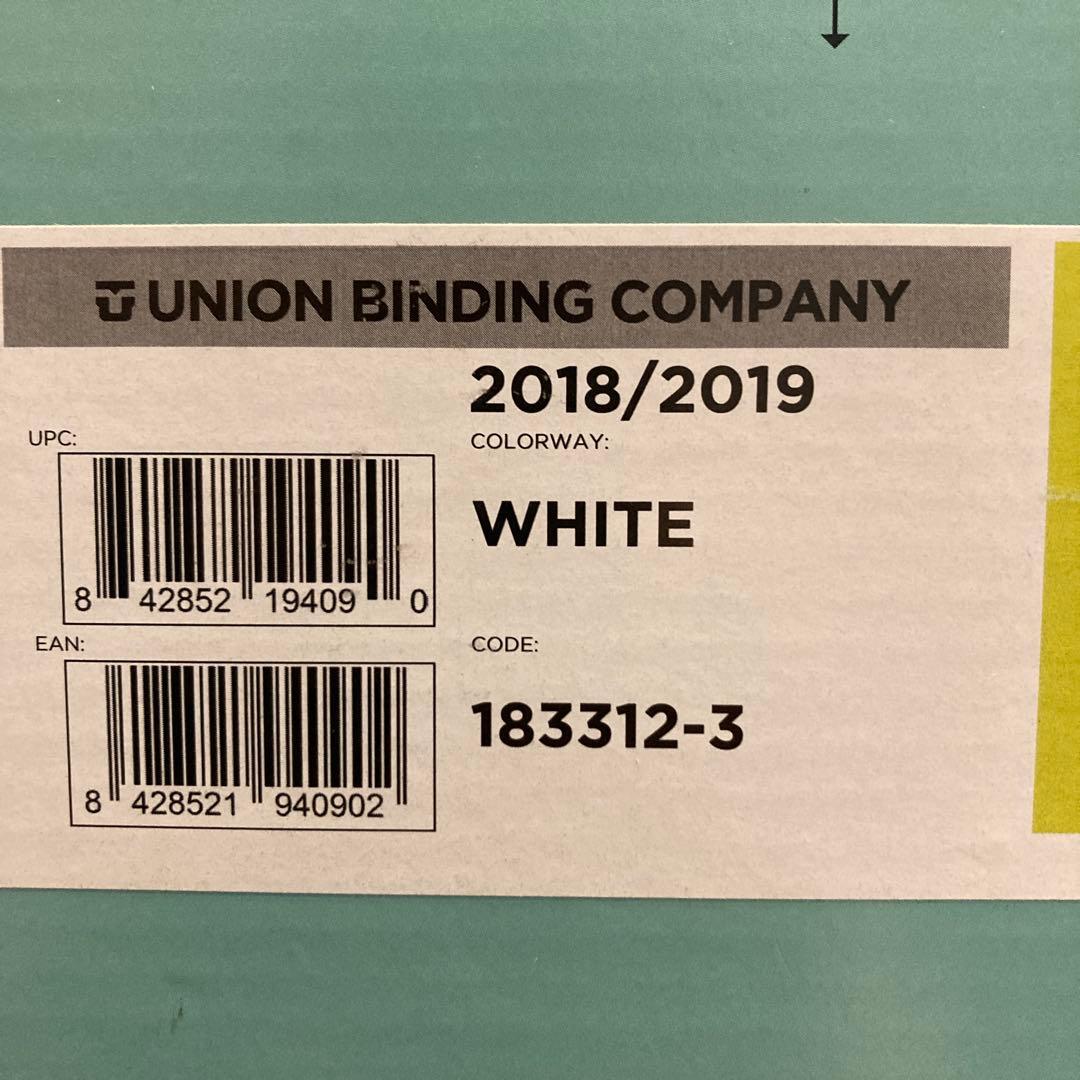 UNION BINDING COMPANY
2018/2019
UPC:
COLORWAY:
WHITE
8 42852 19409 0
EAN:
CODE:
183312-3
8 428521 940902